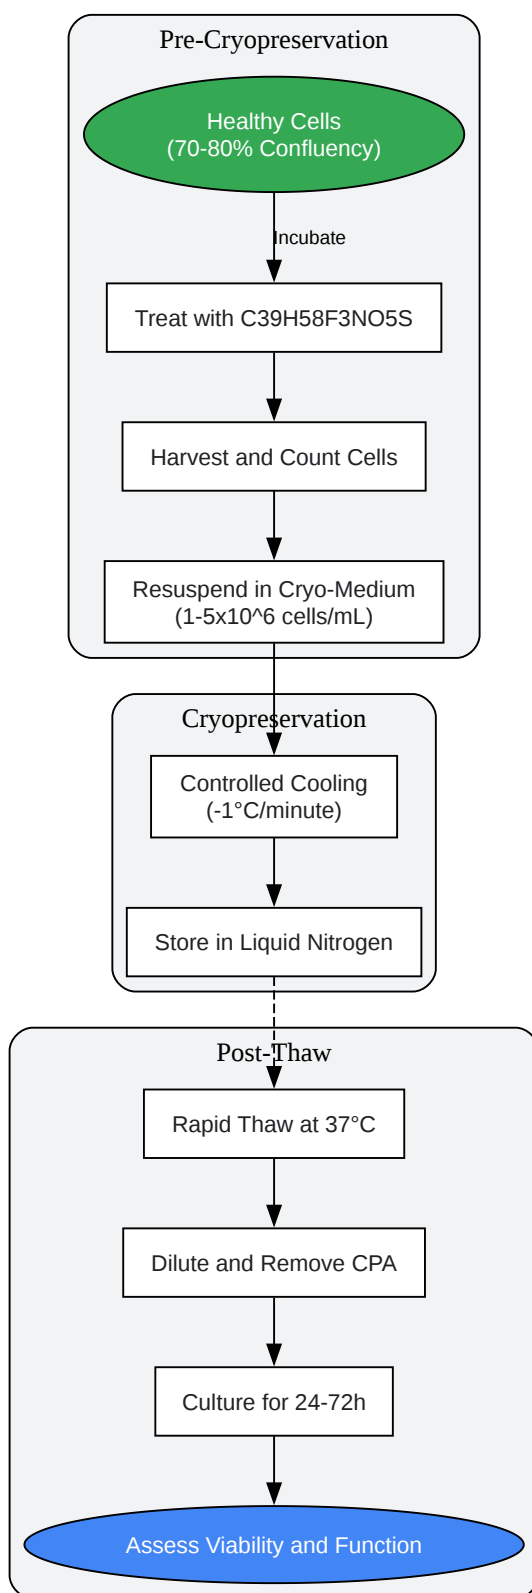 Pre-Cryopreservation
Healthy Cells
(70-80% Confluency)
Incubate
Treat with C39H58F3NO5S
Harvest and Count Cells
Resuspend in Cryo-Medium
(1-5x10^6 cells/mL)
Cryopreservation
Controlled Cooling
(-1°C/minute)
Store in Liquid Nitrogen
Post-Thaw
Rapid Thaw at 37°C
Dilute and Remove CPA
Culture for 24-72h
Assess Viability and Function